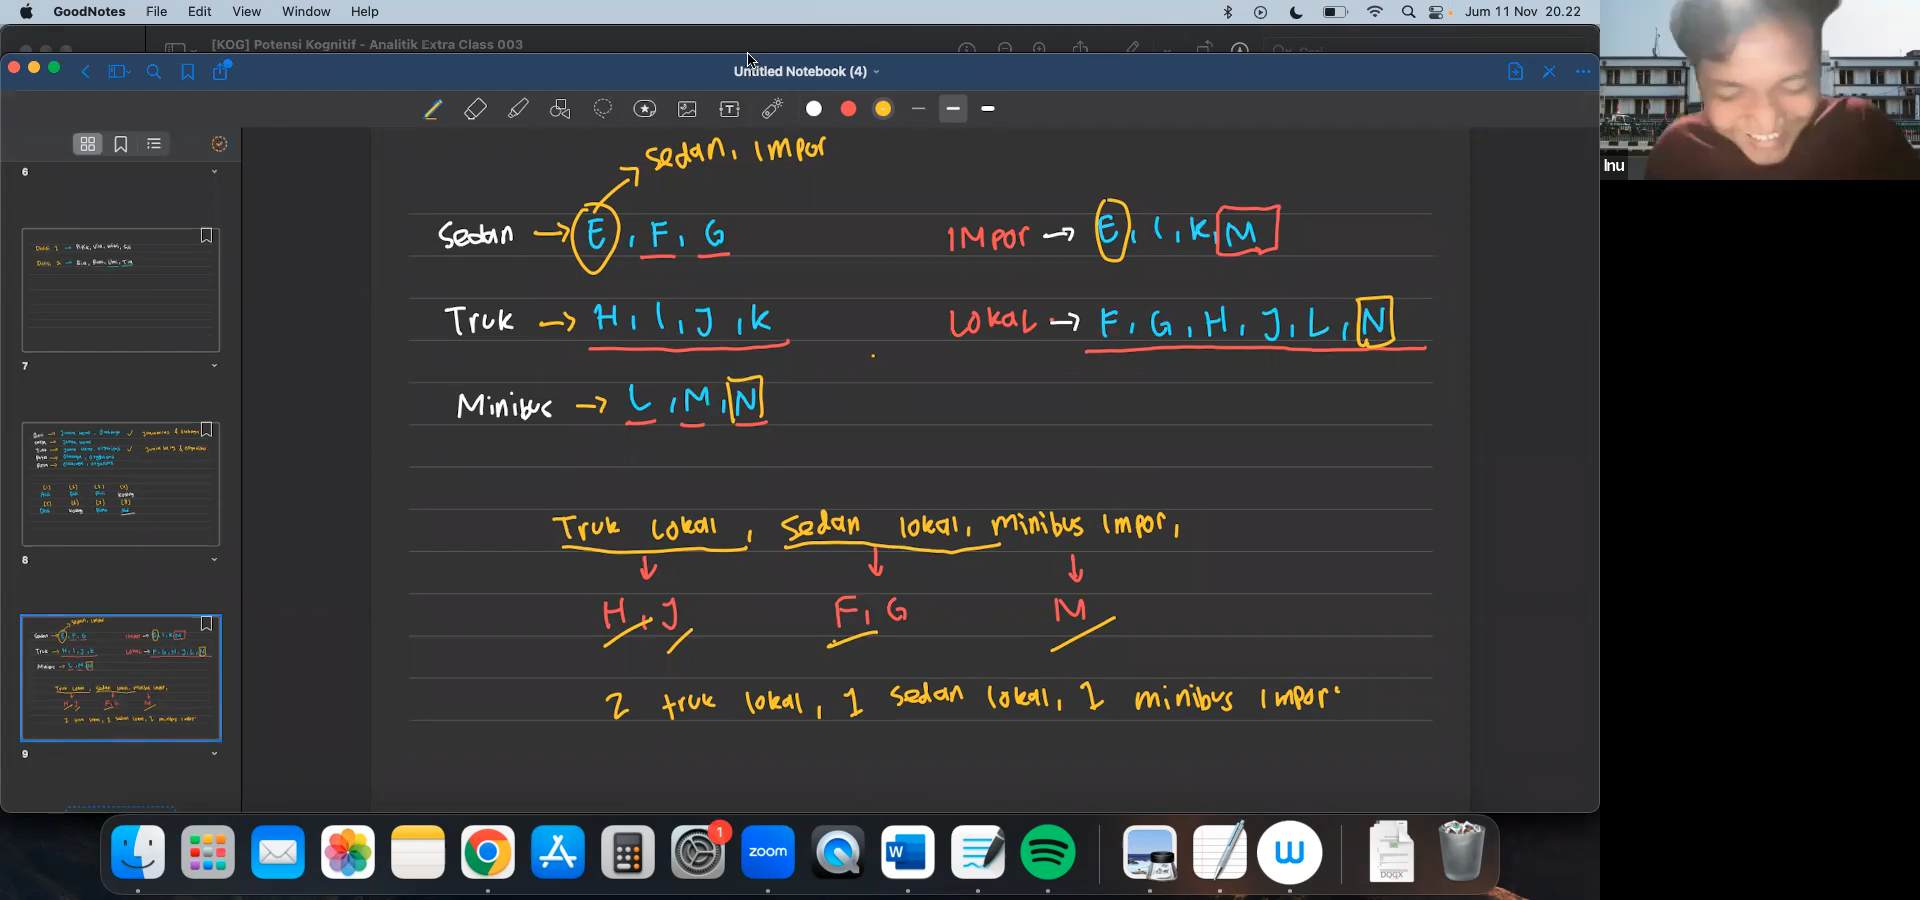 GoodNotes File Edit View Window Help
Jum 11 Nov 20.22
[KOG] Potensi Kognitif - Analitik Extra Class 003
Untitled Notebook (4)
sedan, Impor
Sedan → E, F, G
IMPor → E, I, K, M
Truk → H, I, J, K
LOKAL → F, G, H, J, L, N
Minibus → L, M, N
Truk Lokal, Sedan lokal, minibus Impor,
H, J F, G M
2 truk lokal, 1 sedan lokal, 1 minibus Impor
6
7
8
9
Inu
1
zoom
W
DOCX